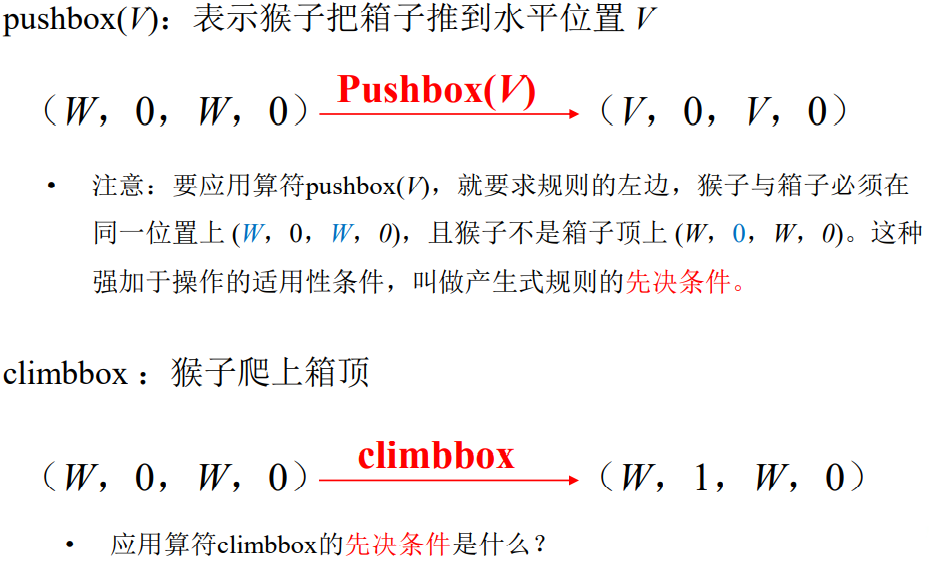 pushbox(V)：表示猴子把箱子推到水平位置 V
Pushbox(V)
（W，0，W，0） （V，0，V，0）
• 注意：要应用算符pushbox(V)，就要求规则的左边，猴子与箱子必须在
同一位置上 (W，0，W，0)，且猴子不是箱子顶上 (W，0，W，0)。这种
强加于操作的适用性条件，叫做产生式规则的先决条件。
climbbox ：猴子爬上箱顶
climbbox
（W，0，W，0） （W，1，W，0）
• 应用算符climbbox的先决条件是什么？